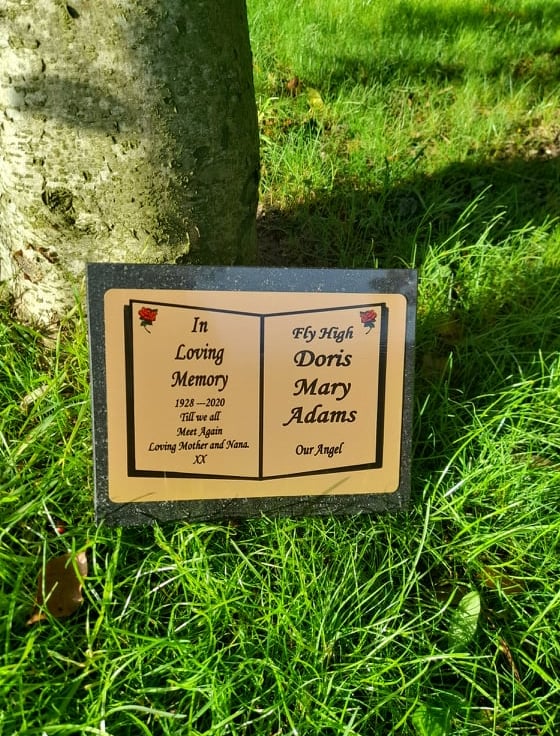 In
Loving
Memory
1928 — 2020
Till we all
Meet Again
Loving Mother and Nana.
XX
Fly High
Doris
Mary
Adams
Our Angel